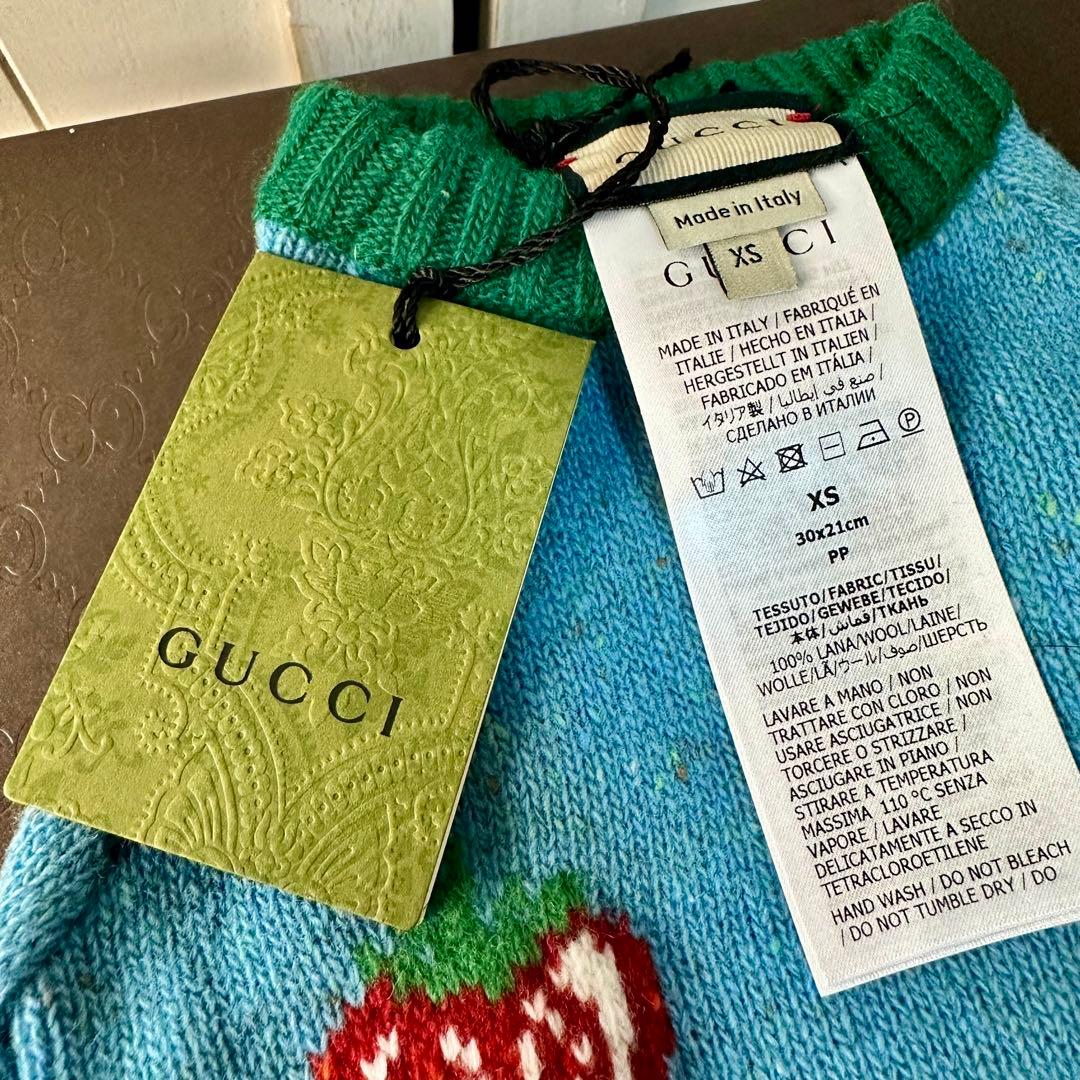 GUCCI
Made in Italy
XS
GUCCI
MADE IN ITALY / FABRIQUÉ EN
ITALIE / HECHO EN ITALIA /
HERGESTELLT IN ITALIEN /
FABRICADO EM ITÁLIA /
イタリア製 / صنع في إيطاليا /
СДЕЛАНО В ИТАЛИИ
XS
30x21cm
PP
TESSUTO/FABRIC/TISSU/
TEJIDO/GEWEBE/TECIDO/
本体/قماش/ТКАНЬ
100% LANA/WOOL/LAINE/
WOLLE/LÃ/ウール/صوف/ШЕРСТЬ
LAVARE A MANO / NON
TRATTARE CON CLORO / NON
USARE ASCIUGATRICE / NON
TORCERE O STRIZZARE /
ASCIUGARE IN PIANO /
STIRARE A TEMPERATURA
MASSIMA 110 °C SENZA
VAPORE / LAVARE
DELICATAMENTE A SECCO IN
TETRACLOROETILENE
HAND WASH / DO NOT BLEACH
/ DO NOT TUMBLE DRY / DO
GUCCI